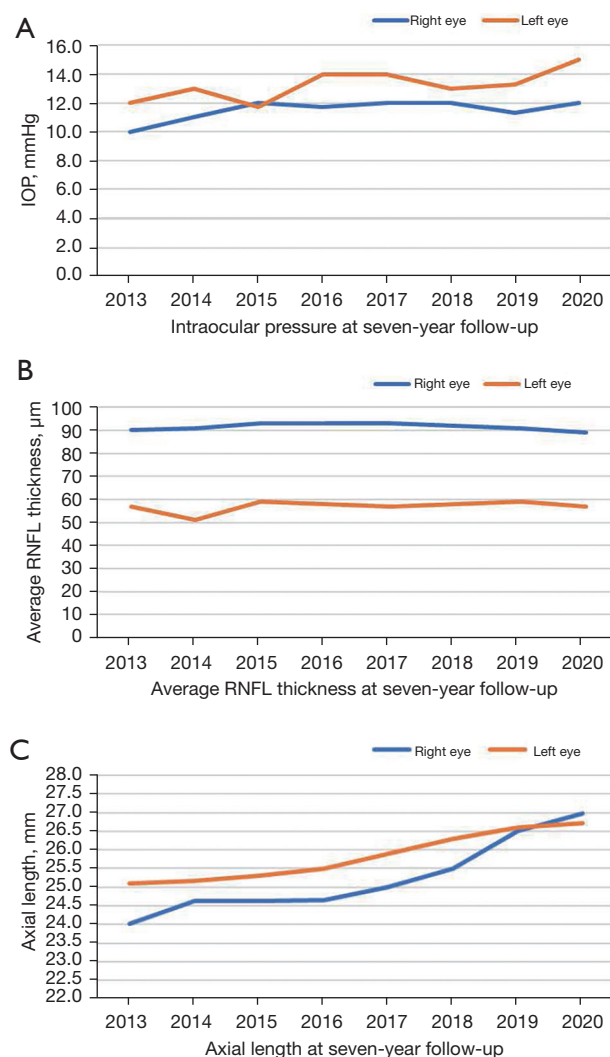 A
Right eye Left eye
16.0
14.0
12.0
10.0
8.0
6.0
4.0
2.0
0.0
IOP, mmHg
2013 2014 2015 2016 2017 2018 2019 2020
Intraocular pressure at seven-year follow-up
B
Right eye Left eye
100
90
80
70
60
50
40
30
20
10
0
Average RNFL thickness, μm
2013 2014 2015 2016 2017 2018 2019 2020
Average RNFL thickness at seven-year follow-up
C
Right eye Left eye
28.0
27.0
26.5
26.0
25.5
25.0
24.5
24.0
23.5
23.0
22.5
22.0
Axial length, mm
2013 2014 2015 2016 2017 2018 2019 2020
Axial length at seven-year follow-up